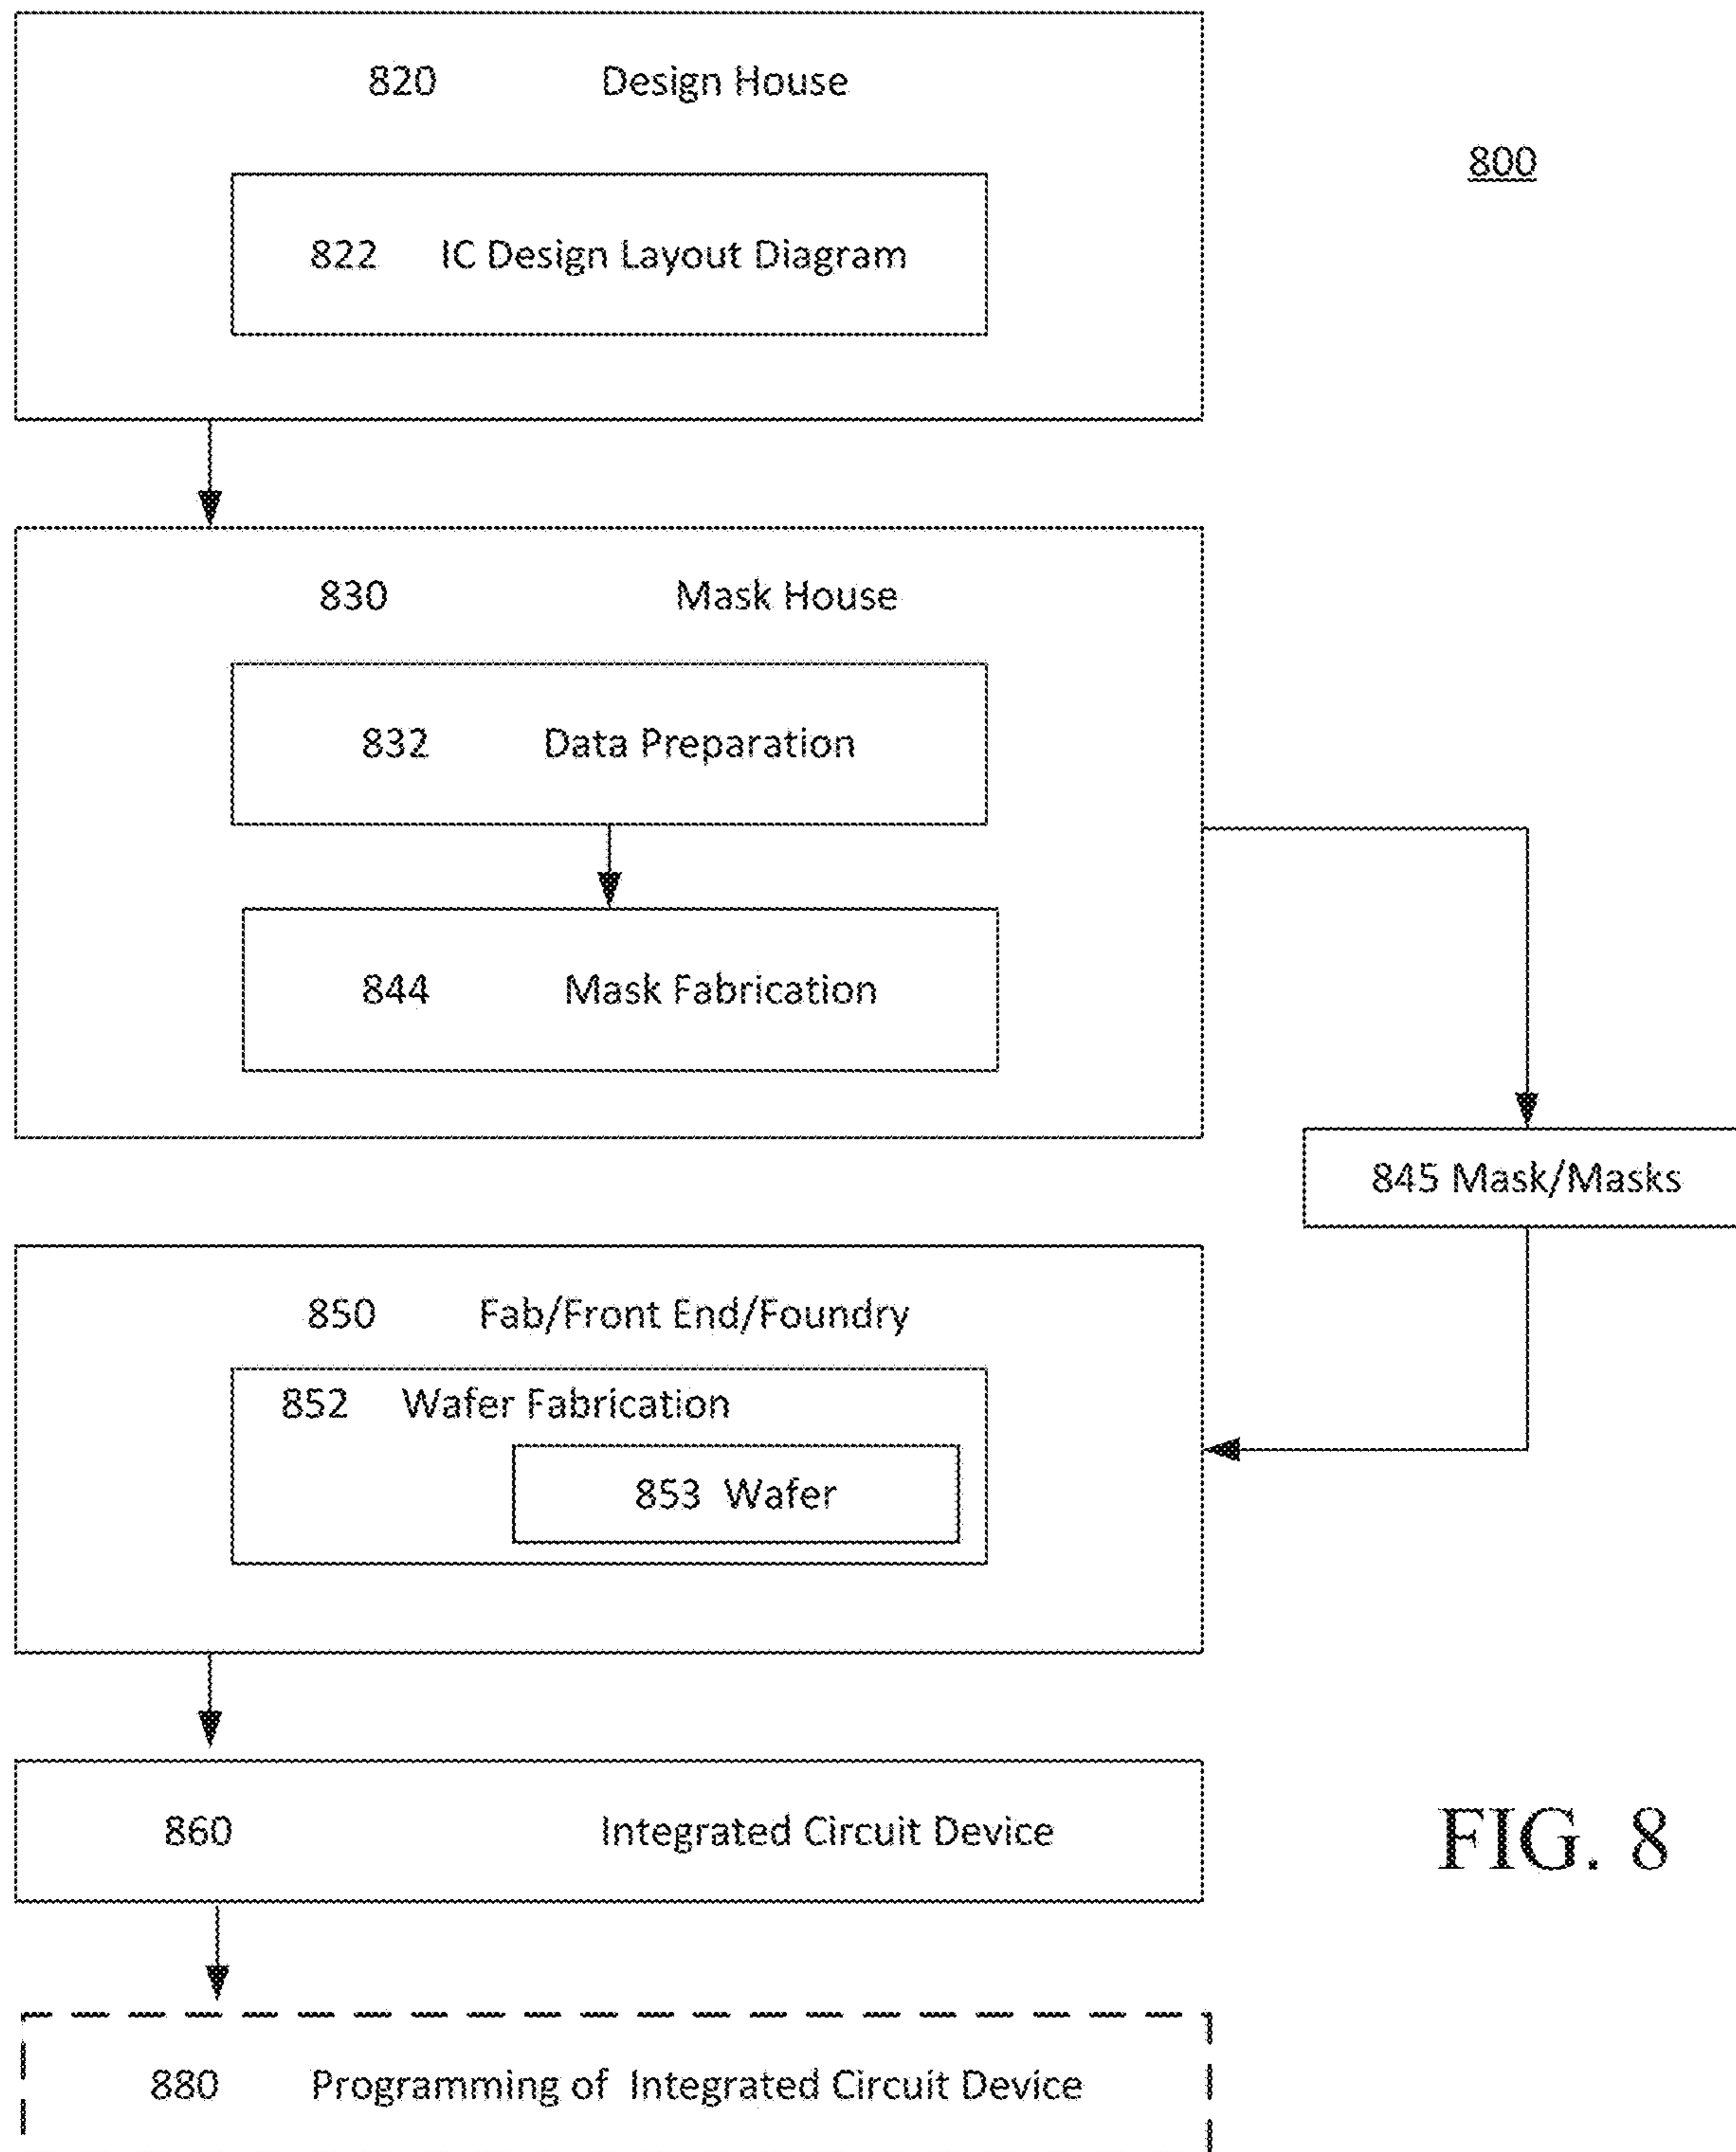 820 Design House
800
822 IC Design Layout Diagram
830 Mask House
832 Data Preparation
844 Mask Fabrication
845 Mask/Masks
850 Fab/Front End/Foundry
852 Wafer Fabrication
853 Wafer
860 Integrated Circuit Device
FIG. 8
880 Programming of Integrated Circuit Device